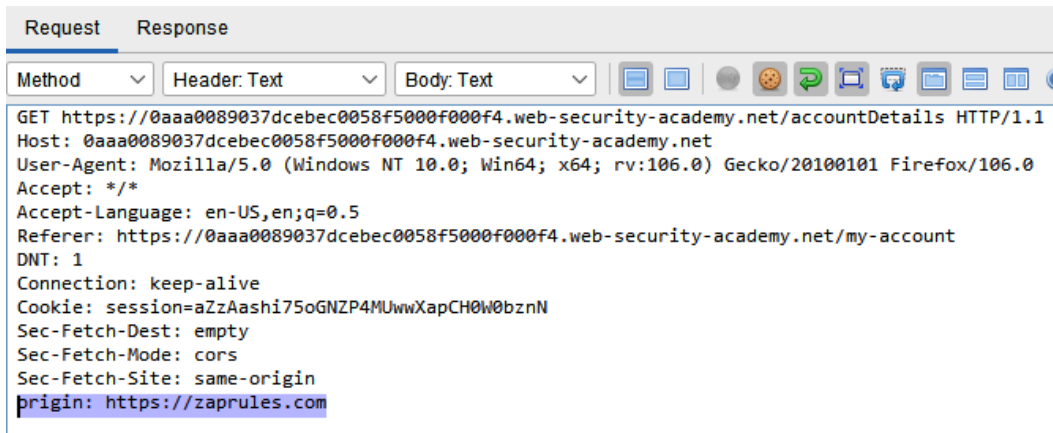 Request Response
Method Header: Text Body: Text
GET https://0aaa0089037dcebec0058f5000f000f4.web-security-academy.net/accountDetails HTTP/1.1
Host: 0aaa0089037dcebec0058f5000f000f4.web-security-academy.net
User-Agent: Mozilla/5.0 (Windows NT 10.0; Win64; x64; rv:106.0) Gecko/20100101 Firefox/106.0
Accept: */*
Accept-Language: en-US,en;q=0.5
Referer: https://0aaa0089037dcebec0058f5000f000f4.web-security-academy.net/my-account
DNT: 1
Connection: keep-alive
Cookie: session=aZzAashi75oGNZP4MUwwXapCH0W0bznN
Sec-Fetch-Dest: empty
Sec-Fetch-Mode: cors
Sec-Fetch-Site: same-origin
origin: https://zaprules.com